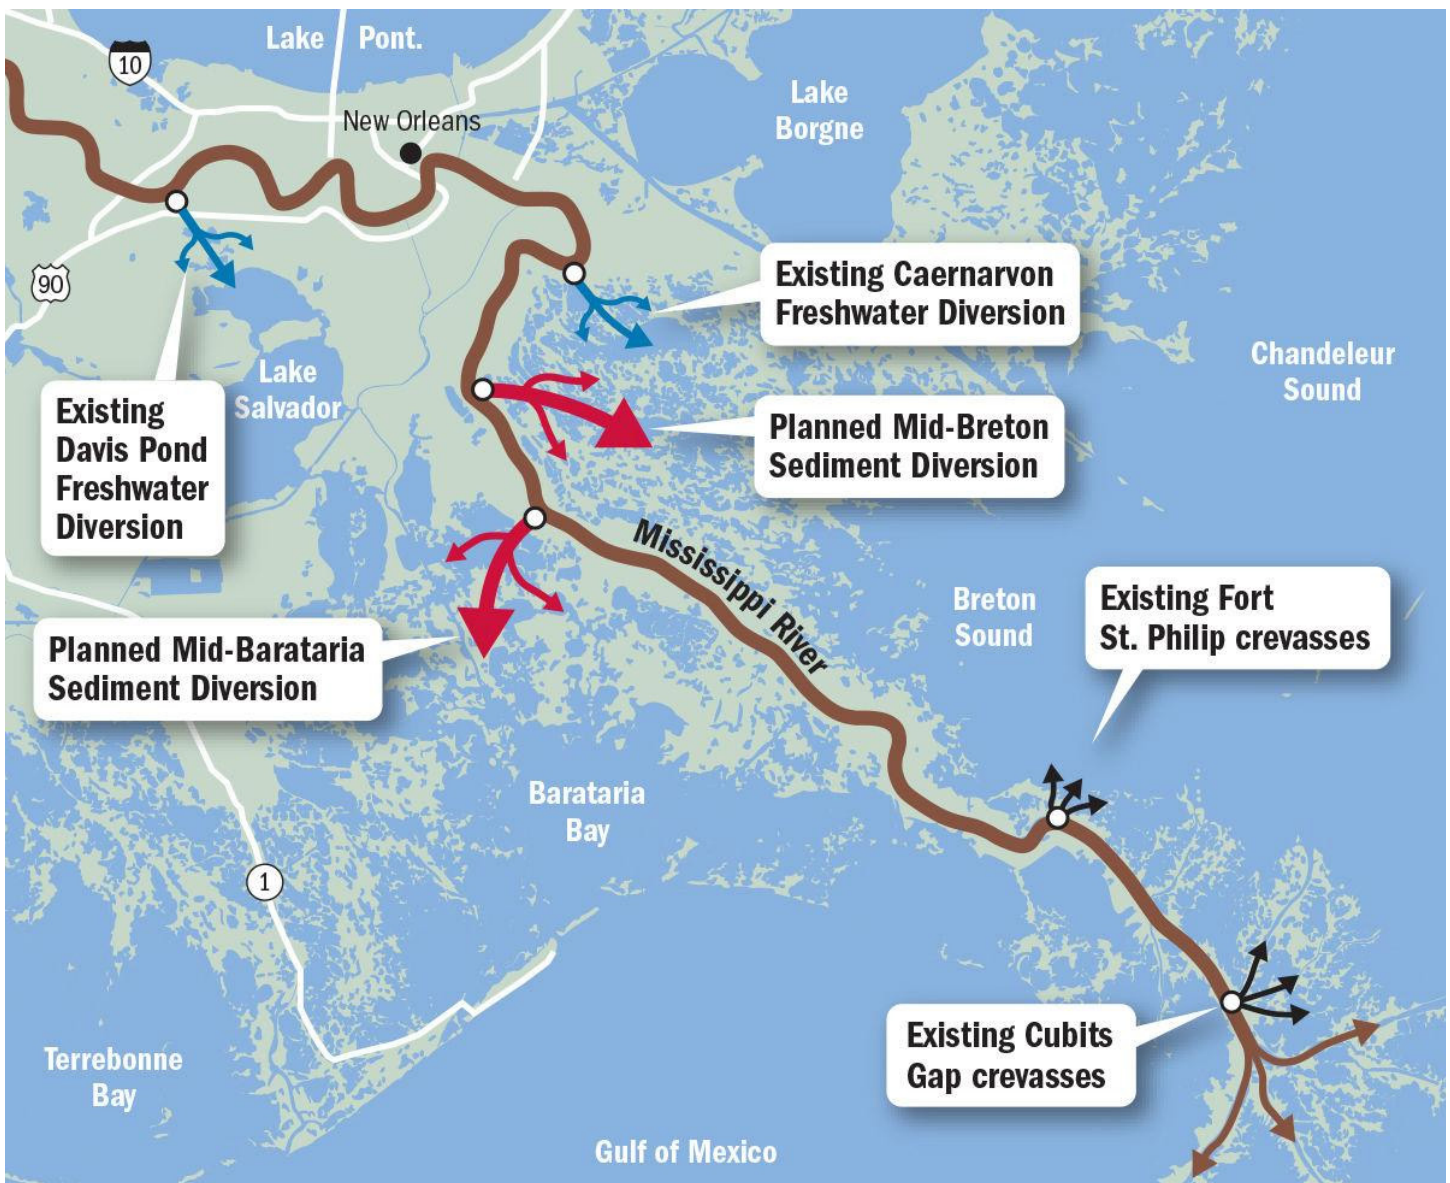 Lake Pont.
10
New Orleans
Lake
Borgne
90
Existing Caernarvon
Freshwater Diversion
Chandeleur
Sound
Lake
Salvador
Existing
Davis Pond
Freshwater
Diversion
Planned Mid-Breton
Sediment Diversion
Mississippi River
Breton
Sound
Existing Fort
St. Philip crevasses
Planned Mid-Barataria
Sediment Diversion
Barataria
Bay
1
Existing Cubits
Gap crevasses
Terrebonne
Bay
Gulf of Mexico